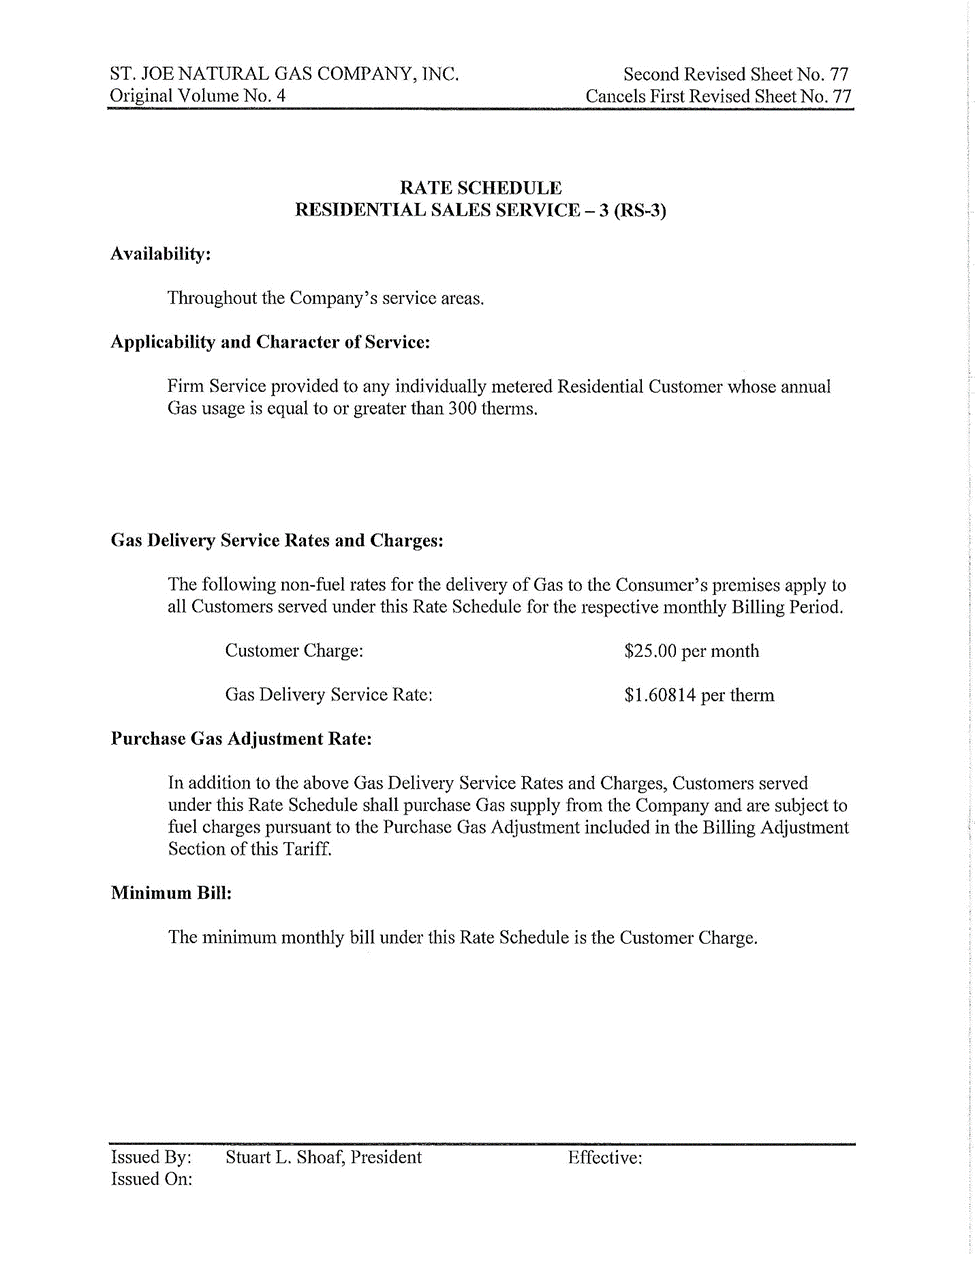 ST. JOE NATURAL GAS COMPANY, INC. Second Revised Sheet No. 77
Original Volume No. 4 Cancels First Revised Sheet No. 77
RATE SCHEDULE
RESIDENTIAL SALES SERVICE – 3 (RS-3)
Availability:
Throughout the Company's service areas.
Applicability and Character of Service:
Firm Service provided to any individually metered Residential Customer whose annual
Gas usage is equal to or greater than 300 therms.
Gas Delivery Service Rates and Charges:
The following non-fuel rates for the delivery of Gas to the Consumer's premises apply to
all Customers served under this Rate Schedule for the respective monthly Billing Period.
Customer Charge: $25.00 per month
Gas Delivery Service Rate: $1.60814 per therm
Purchase Gas Adjustment Rate:
In addition to the above Gas Delivery Service Rates and Charges, Customers served
under this Rate Schedule shall purchase Gas supply from the Company and are subject to
fuel charges pursuant to the Purchase Gas Adjustment included in the Billing Adjustment
Section of this Tariff.
Minimum Bill:
The minimum monthly bill under this Rate Schedule is the Customer Charge.
Issued By: Stuart L. Shoaf, President Effective:
Issued On: